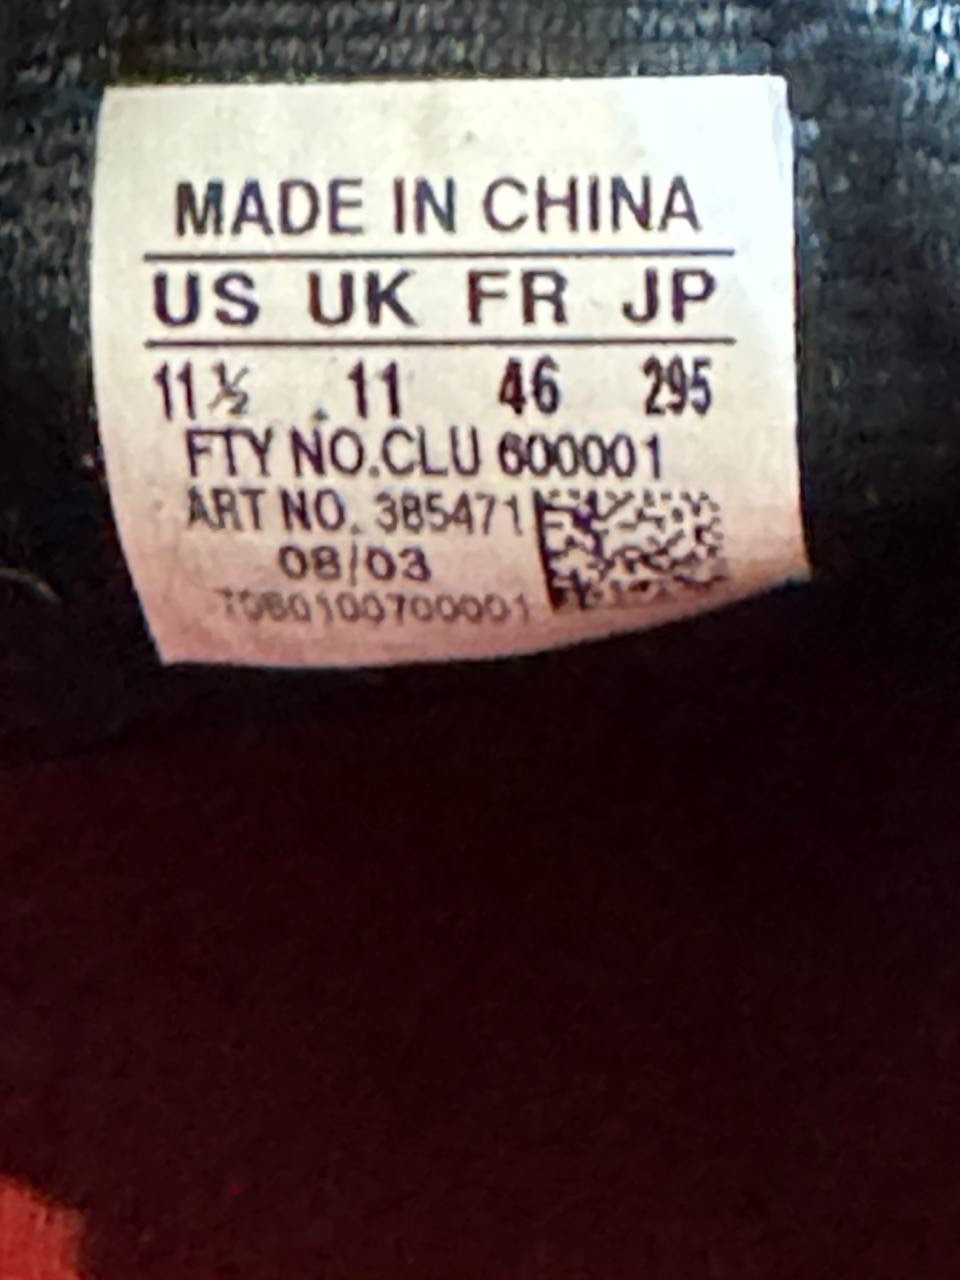 MADE IN CHINA
US UK FR JP
11½ 11 46 295
FTY NO.CLU 600001
ART NO. 385471
08/03